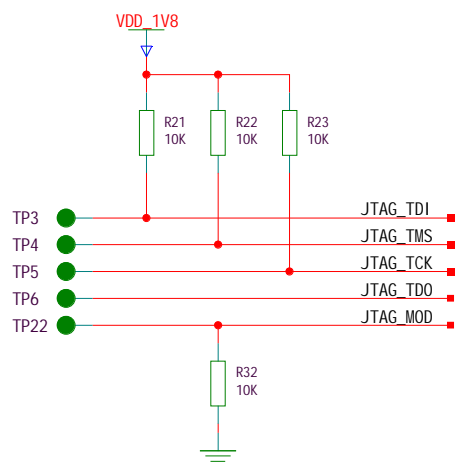 VDD_1V8
R21
10K
R22
10K
R23
10K
TP3
JTAG_TDI
TP4
JTAG_TMS
TP5
JTAG_TCK
TP6
JTAG_TDO
TP22
JTAG_MOD
R32
10K